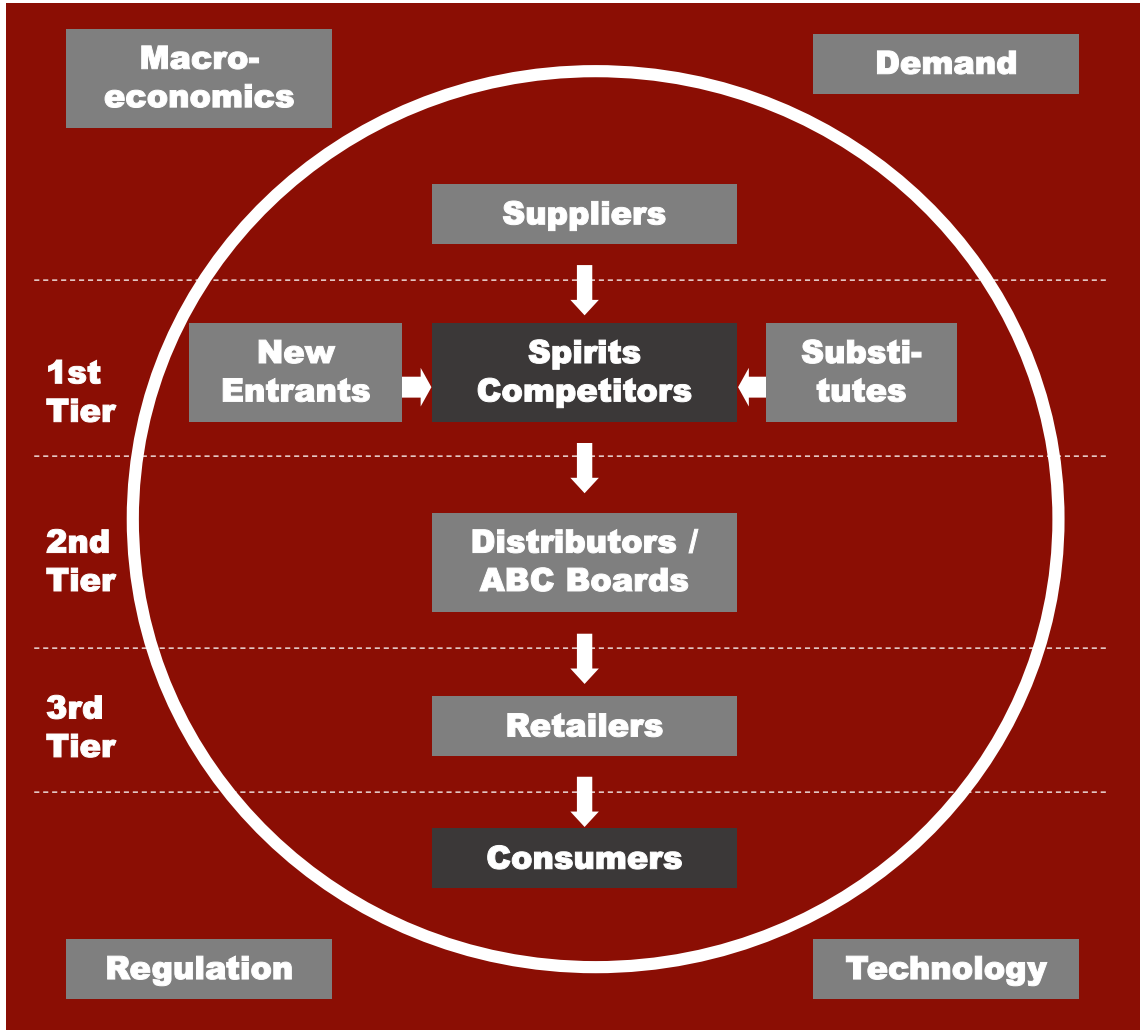 Macro-
economics
Demand
Suppliers
1st
Tier
New
Entrants
Spirits
Competitors
Substi-
tutes
2nd
Tier
Distributors /
ABC Boards
3rd
Tier
Retailers
Consumers
Regulation
Technology